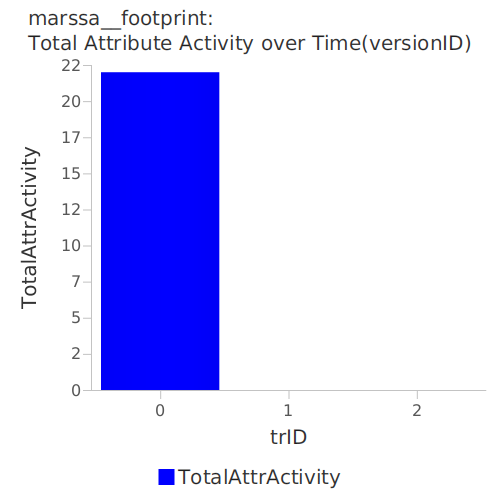 marssa__footprint:
Total Attribute Activity over Time(versionID)
TotalAttrActivity
22
20
17
15
12
10
7
5
2
0
0 1 2
trID
TotalAttrActivity